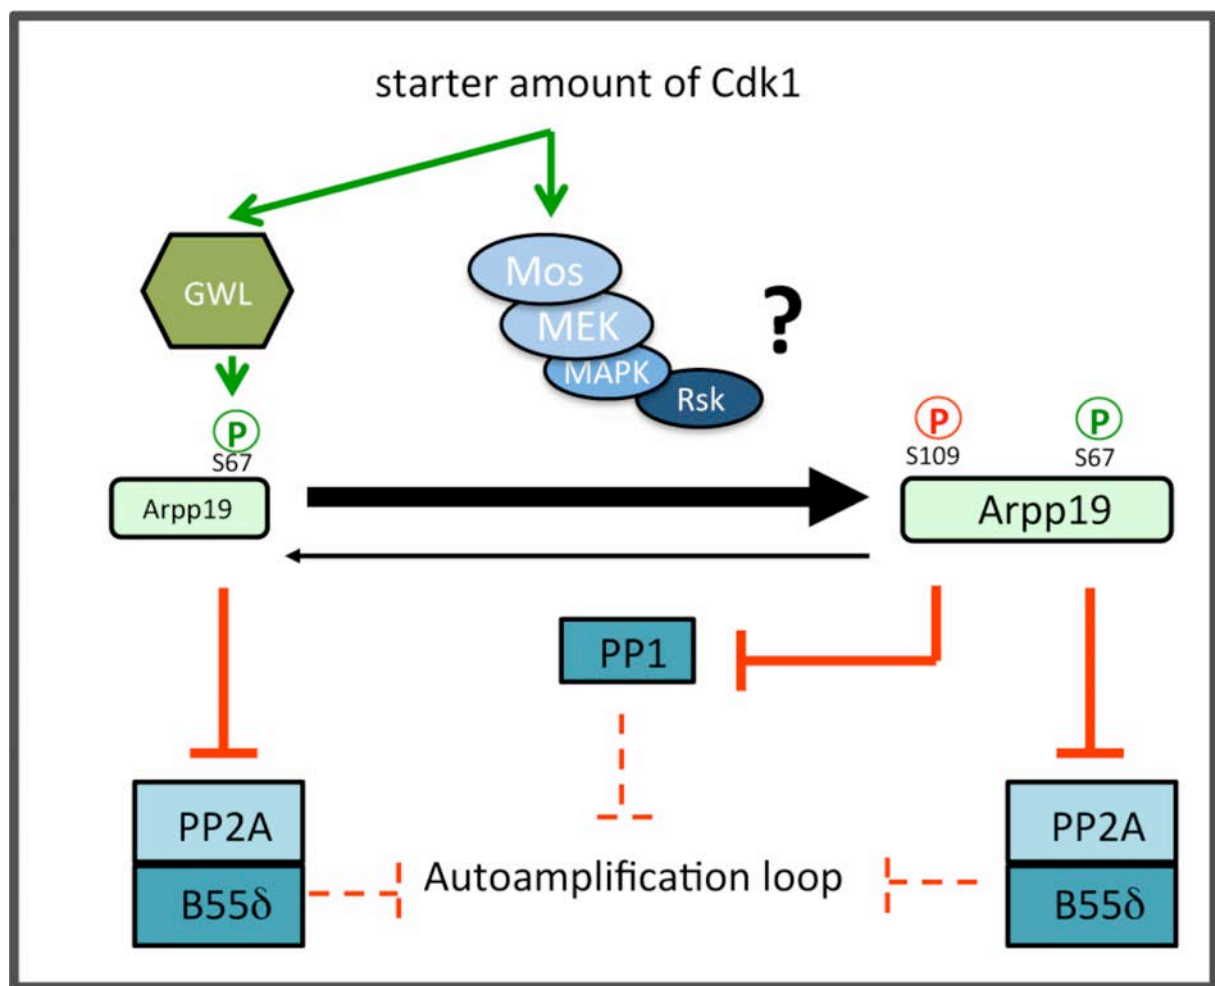 starter amount of Cdk1
GWL
Mos
MEK
MAPK
Rsk
?
P
S67
Arpp19
P
S109
P
S67
Arpp19
PP1
PP2A
B55δ
Autoamplification loop
PP2A
B55δ